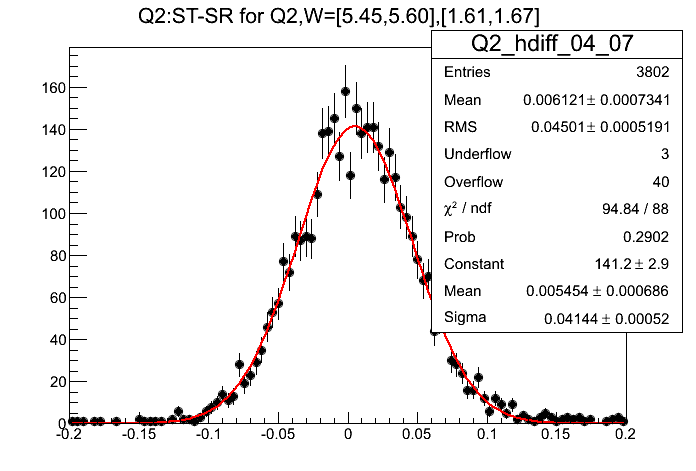 Q2:ST-SR for Q2,W=[5.45,5.60],[1.61,1.67]
Q2_hdiff_04_07
Entries 3802
Mean 0.006121± 0.0007341
RMS 0.04501± 0.0005191
Underflow 3
Overflow 40
χ² / ndf 94.84 / 88
Prob 0.2902
Constant 141.2 ± 2.9
Mean 0.005454 ± 0.000686
Sigma 0.04144 ± 0.00052
160
140
120
100
80
60
40
20
0
-0.2 -0.15 -0.1 -0.05 0 0.05 0.1 0.15 0.2